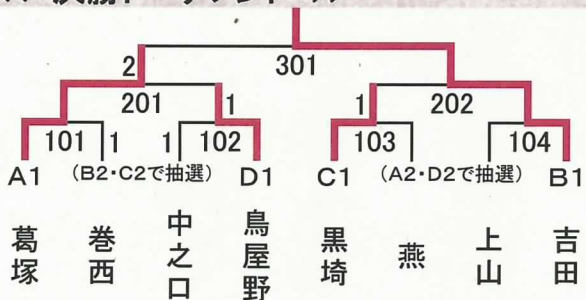 2
301
201
1
1
202
101
1
1
102
103
104
A1
(B2・C2で抽選)
D1
C1
(A2・D2で抽選)
B1
葛塚
巻西
中之口
鳥屋野
黒埼
燕
上山
吉田